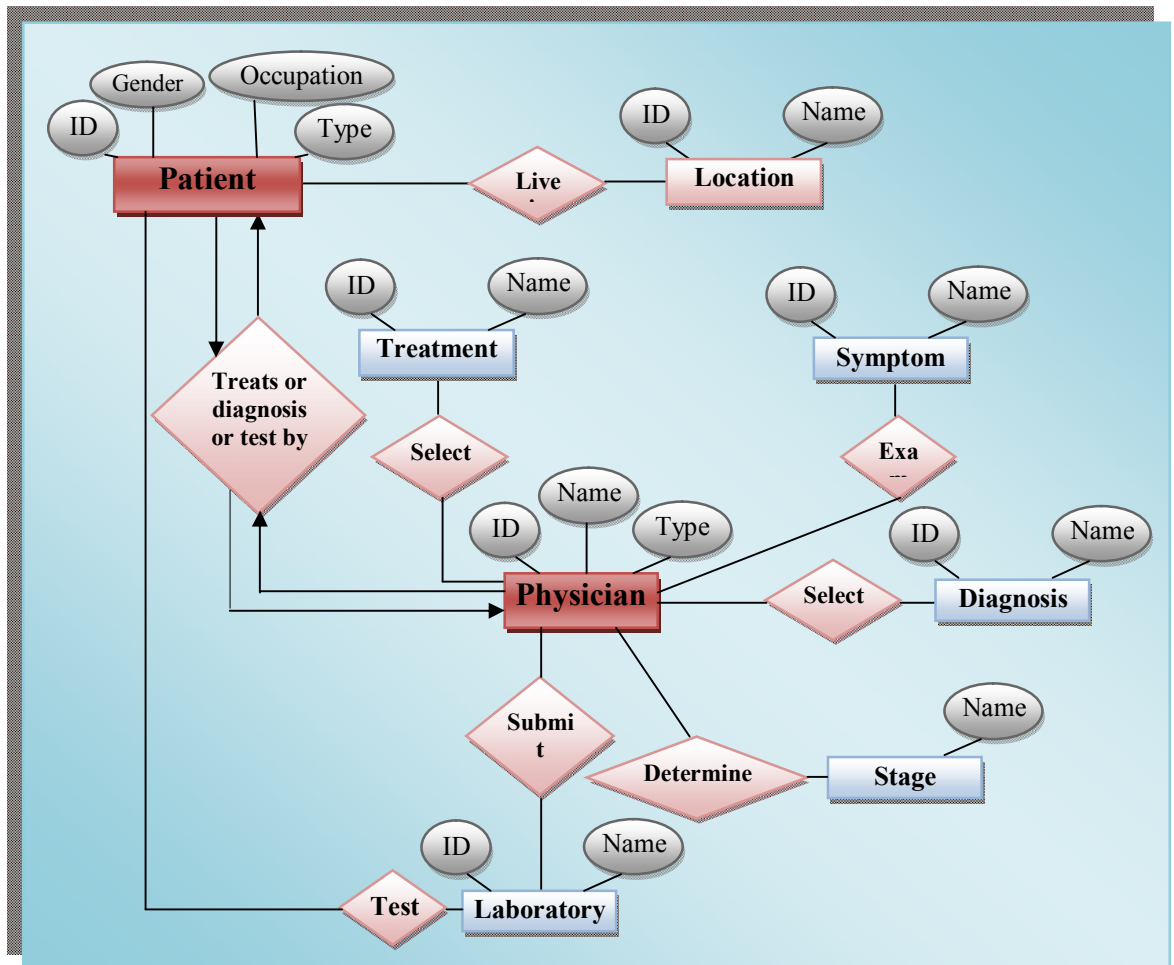 Gender
Occupation
ID
Type
Patient
ID
Name
Live
Location
ID
Name
Treatment
ID
Name
Symptom
Treats or
diagnosis
or test by
Select
Exa
Name
ID
Type
Physician
ID
Name
Select
Diagnosis
Submi
t
Name
Determine
Stage
ID
Name
Test
Laboratory